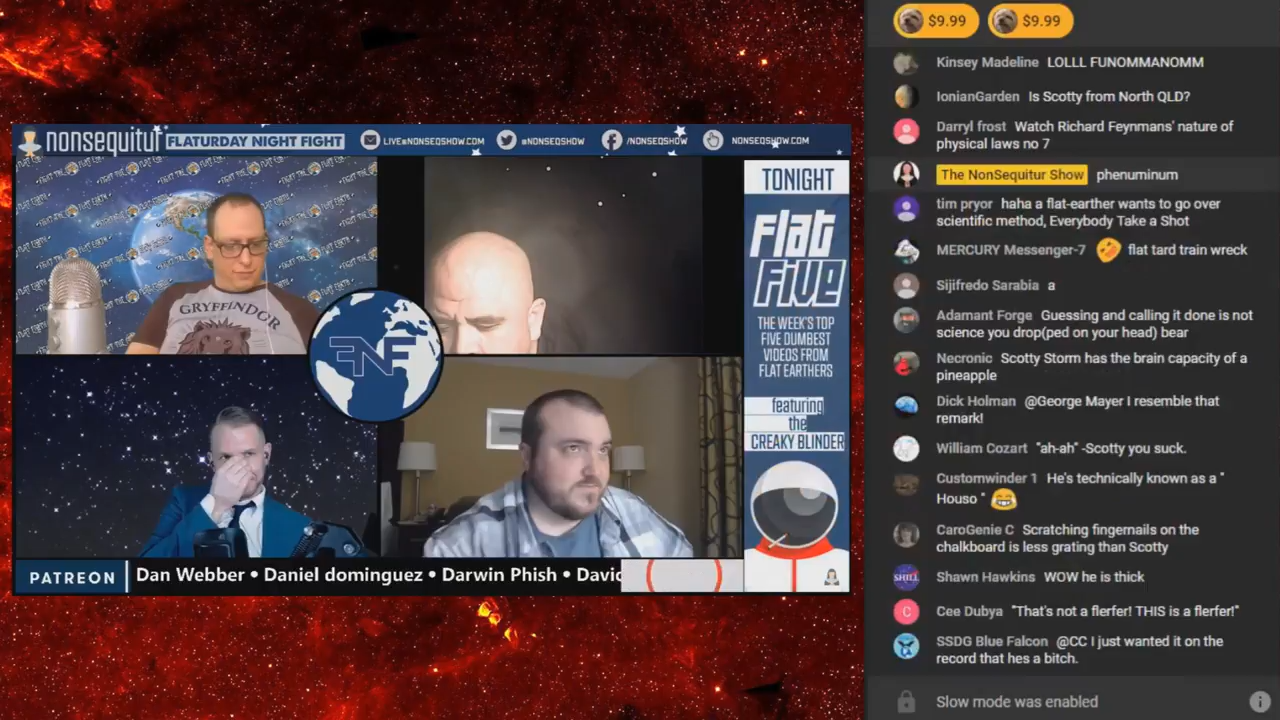 nonsequitur FLATURDAY NIGHT FIGHT LIVE@NONSEQSHOW.COM @NONSEQSHOW /NONSEQSHOW NONSEQSHOW.COM
GRYFFINDOR
FNF
TONIGHT
Flat
Five
THE WEEK'S TOP
FIVE DUMBEST
VIDEOS FROM
FLAT EARTHERS
featuring
the
CREAKY BLINDER
PATREON Dan Webber • Daniel dominguez • Darwin Phish • David
$9.99 $9.99
Kinsey Madeline LOLLL FUNOMMANOMM
IonianGarden Is Scotty from North QLD?
Darryl frost Watch Richard Feynmans' nature of
physical laws no 7
The NonSequitur Show phenuminum
tim pryor haha a flat-earther wants to go over
scientific method, Everybody Take a Shot
MERCURY Messenger-7 flat tard train wreck
Sijifredo Sarabia a
Adamant Forge Guessing and calling it done is not
science you drop(ped on your head) bear
Necronic Scotty Storm has the brain capacity of a
pineapple
Dick Holman @George Mayer I resemble that
remark!
William Cozart "ah-ah" -Scotty you suck.
Customwinder 1 He's technically known as a "
Houso "
CaroGenie C Scratching fingernails on the
chalkboard is less grating than Scotty
SHILL Shawn Hawkins WOW he is thick
C Cee Dubya "That's not a flerfer! THIS is a flerfer!"
SSDG Blue Falcon @CC I just wanted it on the
record that hes a bitch.
Slow mode was enabled